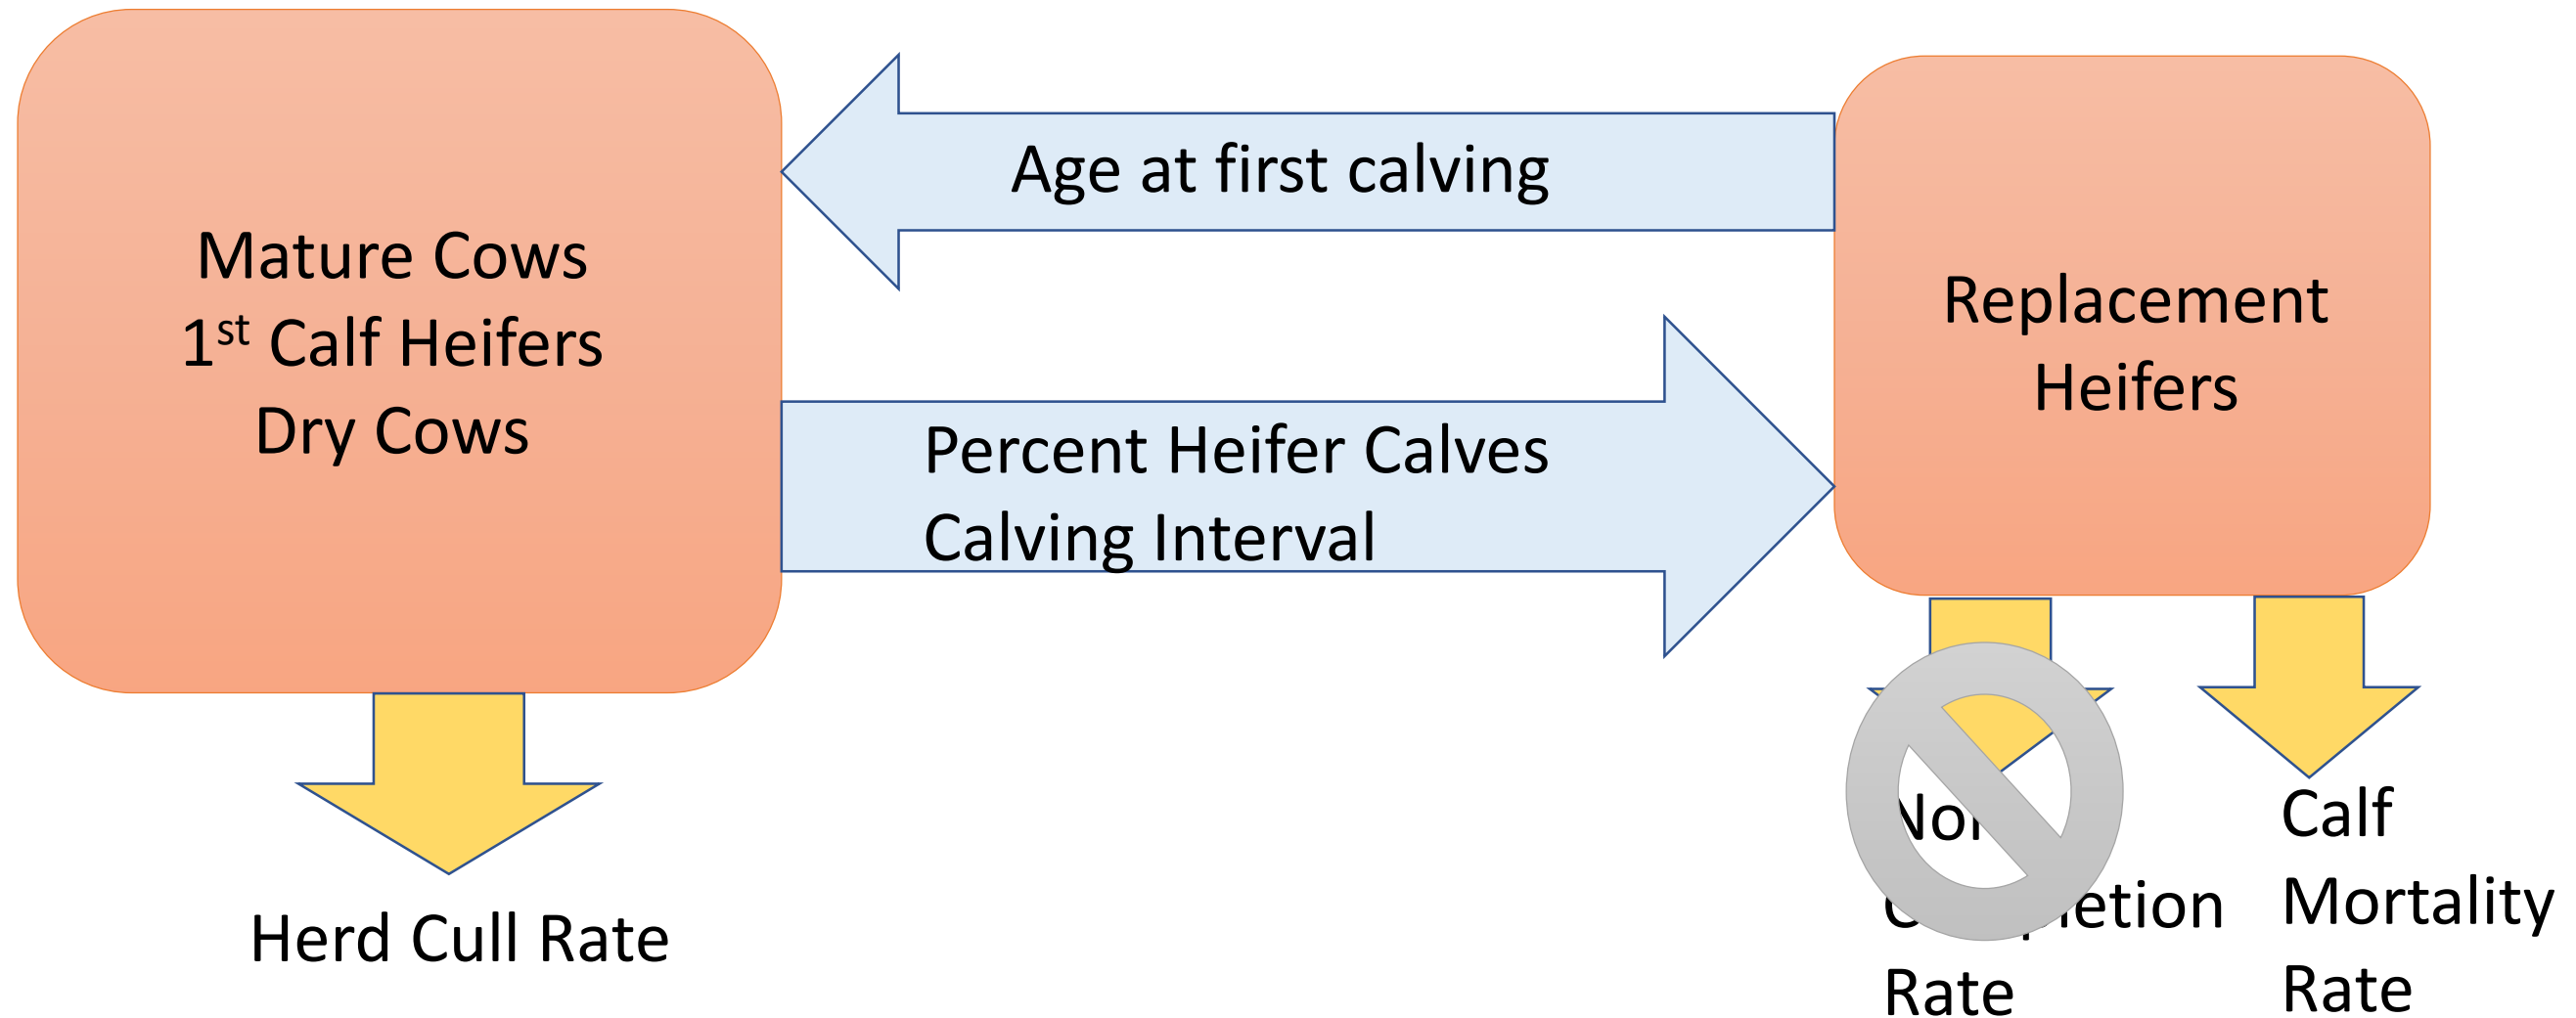 Age at first calving
Mature Cows
1st Calf Heifers
Dry Cows
Replacement
Heifers
Percent Heifer Calves
Calving Interval
Herd Cull Rate
Rate
Calf
Mortality
Rate